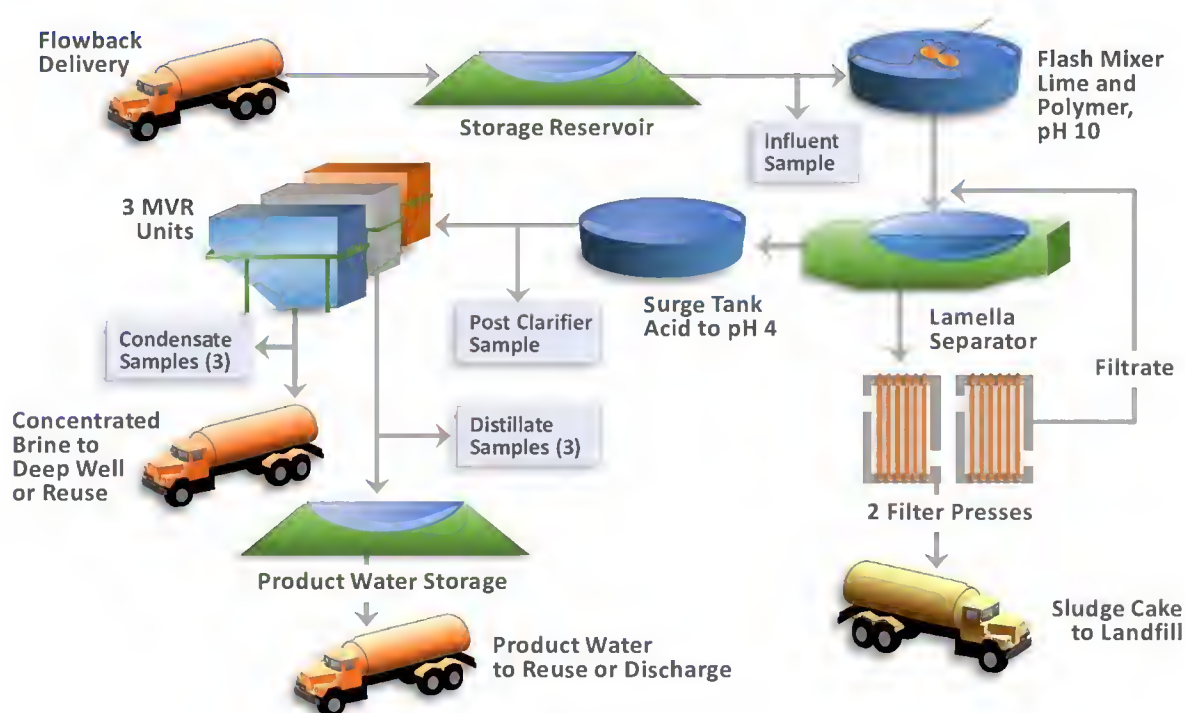 Flowback
Delivery
Storage Reservoir
Influent
Sample
Flash Mixer
Lime and
Polymer,
pH 10
3 MVR
Units
Surge Tank
Acid to pH 4
Post Clarifier
Sample
Lamella
Separator
Filtrate
Condensate
Samples (3)
Concentrated
Brine to
Deep Well
or Reuse
Distillate
Samples (3)
2 Filter Presses
Product Water Storage
Product Water
to Reuse or Discharge
Sludge Cake
to Landfill